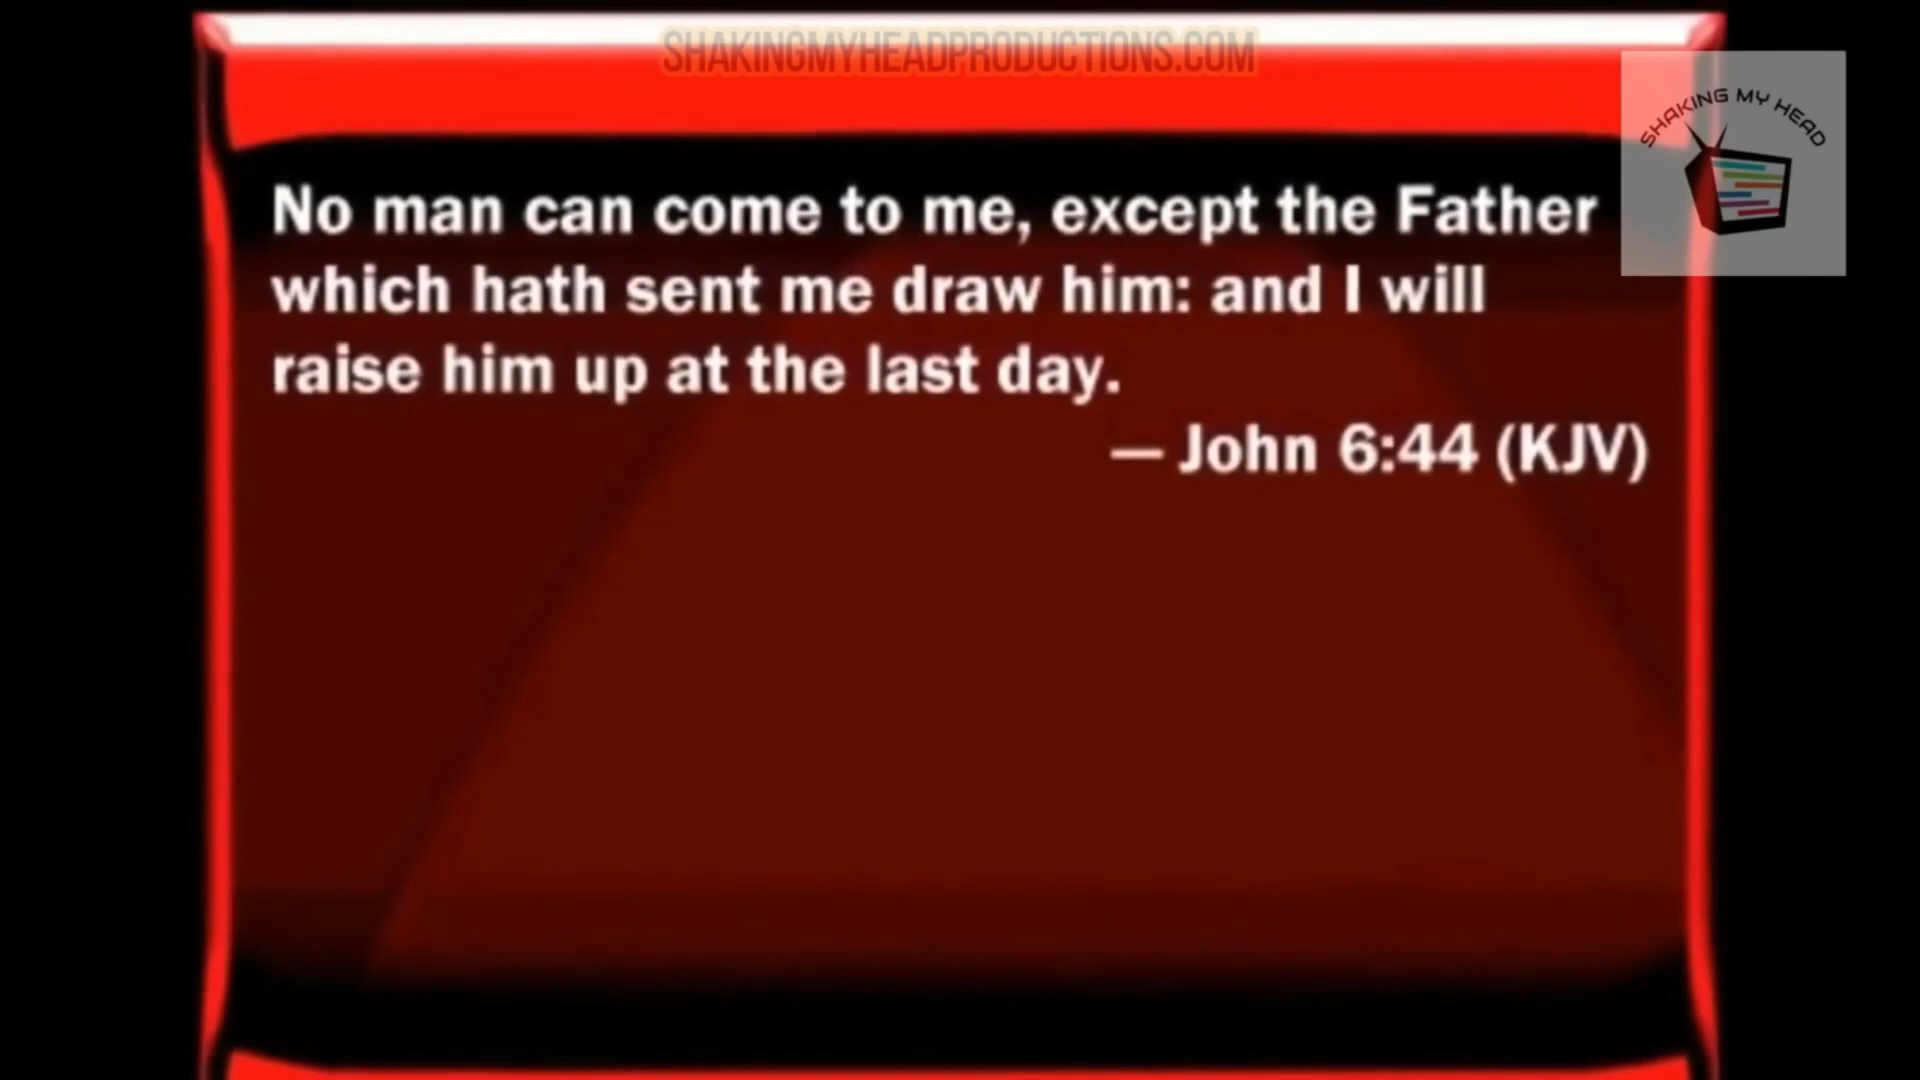 SHAKINGMYHEADPRODUCTIONS.COM
SHAKING MY HEAD
No man can come to me, except the Father
which hath sent me draw him: and I will
raise him up at the last day.
— John 6:44 (KJV)